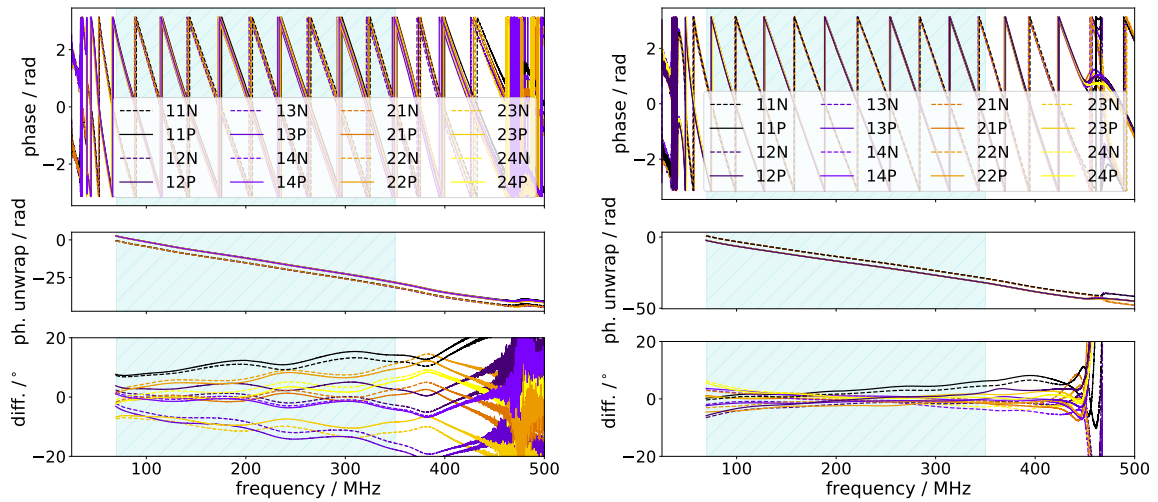 phase / rad
2
0
−2
11N 13N 21N 23N
11P 13P 21P 23P
12N 14N 22N 24N
12P 14P 22P 24P
ph. unwrap / rad
0
−25
diff. / °
20
0
−20
100 200 300 400 500
frequency / MHz
phase / rad
2
0
−2
11N 13N 21N 23N
11P 13P 21P 23P
12N 14N 22N 24N
12P 14P 22P 24P
ph. unwrap / rad
0
−50
diff. / °
20
0
−20
100 200 300 400 500
frequency / MHz